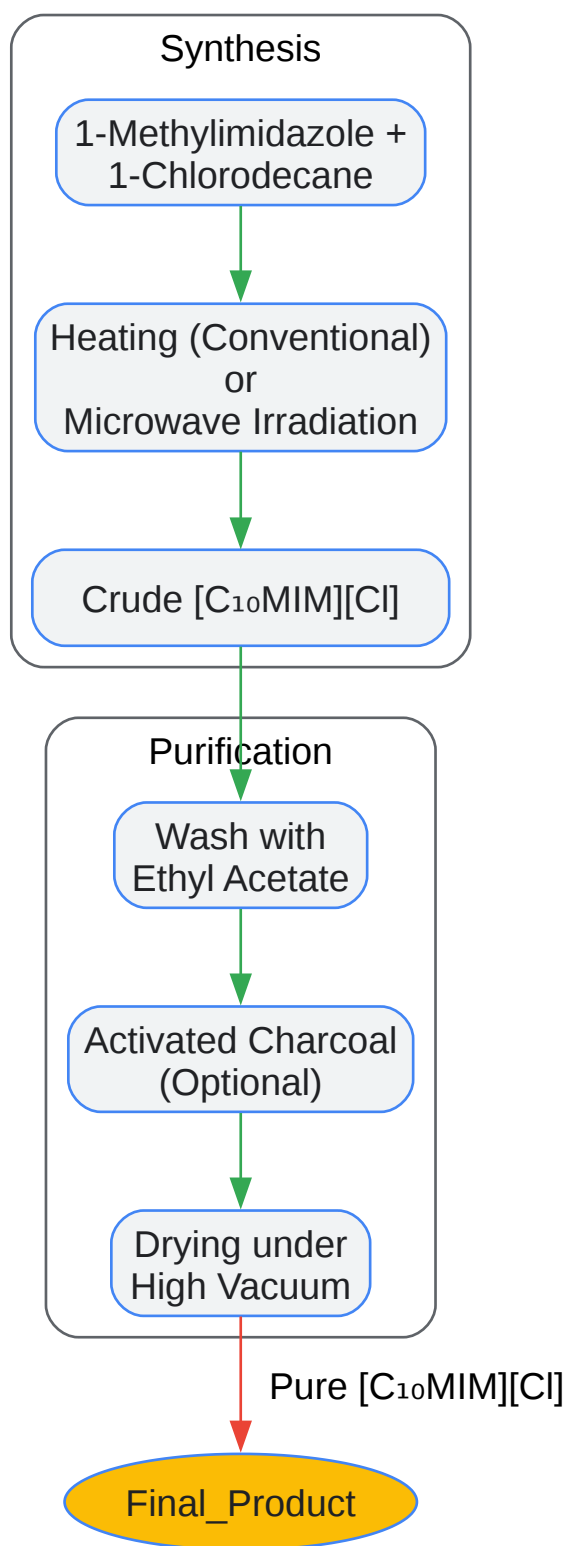 Synthesis
1-Methylimidazole +
1-Chlorodecane
Heating (Conventional)
or
Microwave Irradiation
Crude [C₁₀MIM][Cl]
Purification
Wash with
Ethyl Acetate
Activated Charcoal
(Optional)
Drying under
High Vacuum
Pure [C₁₀MIM][Cl]
Final_Product